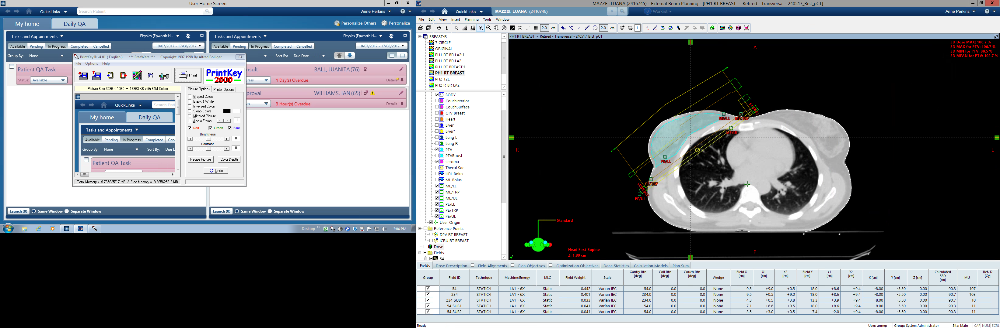 User Home Screen
QuickLinks Search Patient Anne Perkins
My home Daily QA Personalize Others Personalize
Tasks and Appointments Physics (Epworth H...
Available Pending In Progress Completed Cancelled 10/07/2017 - 17/08/2017
Group By: None
Patient QA Task
Status: Available
Launch (0) Same Window Separate Window
Tasks and Appointments Physics (Epworth H...
Available Pending In Progress Completed Cancelled 10/07/2017 - 17/08/2017
Sort By: Due Date
nsult BALL, JUANITA (76)
gress 1 Day(s) Overdue Details
proval WILLIAMS, IAN (65)
ble 3 Hour(s) Overdue Details
Launch (0) Same Window Separate Window
PrintKey® v4.01 ( English ) *** FreeWare *** Copyright 1997,1998 By Alfred Bolliger
File Options Help
Print
PrintKey
2000
Picture Size 3286 X 1080 = 13863 KB with 64M Colors
QuickLinks Search Pati
My home Daily QA
Tasks and Appointments
Available Pending In Progress Completed Canc
Group By: None Sort By: Due D
Patient QA Task
Total Memory = -9.765625E-7 MB / Free Memory = -9.765625E-7 MB
Picture Options Printer Options
Grayed Colors
Black & White
Inversed Colors
Swap Colors
Mirrored Picture
Add a Frame 1
Red Green Blue
Brightness
0
Contrast
0
Resize Picture Color Depth
Undo
Desktop 3:04 PM
MAZZEI, LUANA (2416745) - External Beam Planning - [PH1 RT BREAST - Retired - Transversal - 240517_Brst_pCT]
QuickLinks MAZZEI, LUANA (2416745) 0 Worklist Anne Perkins
File Edit View Insert Planning Tools Window
2.0 cm 2.0 cm 1
BREAST-R
7 CIRCLE
ORIGINAL
PH1 RT BR LA2:1
PH1 RT BR LA2
PH1 RT BREAST:1
PH1 RT BREAST
PH2 12E
PH2 R-BR LA2
BODY
CouchInterior
CouchSurface
CTV Breast
Heart
Liver
Liver1
Lung L
Lung R
PTV
PTVBoost
seroma
Thecal Sac
HRL Bolus
ML Bolus
ME/LL
ME/TRP
ME/UL
PE/LL
PE/TRP
PE/UL
User Origin
Reference Points
DPV RT BREAST
ICRU RT BREAST
Dose
Fields
54
PH1 RT BREAST - Retired - Transversal - 240517_Brst_pCT
3D Dose MAX: 106.7 %
3D MAX for PTV: 106.7 %
3D MIN for PTV: 88.5 %
3D MEAN for PTV: 102.7 %
A
R
L
P
ME/LL
ME/TRP
ME/UL
PE/LL
PE/UL
Standard
Head First-Supine
Z: 1.80 cm
Fields Dose Prescription Field Alignments Plan Objectives Optimization Objectives Dose Statistics Calculation Models Plan Sum
Group Field ID Technique Machine/Energy MLC Field Weight Scale Gantry Rtn [deg] Coll Rtn [deg] Couch Rtn [deg] Wedge Field X [cm] X1 [cm] X2 [cm] Field Y [cm] Y1 [cm] Y2 [cm] X [cm] Y [cm] Z [cm] Calculated SSD [cm] MU Ref. D [Gy]
54 STATIC-I LA1 - 6X Static 0.442 Varian IEC 54.0 0.0 0.0 None 9.5 +9.0 +0.5 18.0 +8.6 +9.4 -8.00 -5.50 0.00 90.3 107
234 STATIC-I LA1 - 6X Static 0.401 Varian IEC 234.0 0.0 0.0 None 9.5 +0.5 +9.0 18.0 +8.6 +9.4 -8.00 -5.50 0.00 90.7 103
234 SUB1 STATIC-I LA1 - 6X Static 0.033 Varian IEC 234.0 0.0 0.0 None 4.3 +0.5 +3.8 13.3 +3.9 +9.4 -8.00 -5.50 0.00 90.7 10
54 SUB1 STATIC-I LA1 - 6X Static 0.041 Varian IEC 54.0 0.0 0.0 None 7.1 +6.6 +0.5 18.0 +8.6 +9.4 -8.00 -5.50 0.00 90.3 11
54 SUB2 STATIC-I LA1 - 6X Static 0.041 Varian IEC 54.0 0.0 0.0 None 3.5 +3.0 +0.5 7.4 -2.0 +9.4 -8.00 -5.50 0.00 90.3 11
Ready User: annep Group: System Administrator Site: Main CAP NUM SCRL